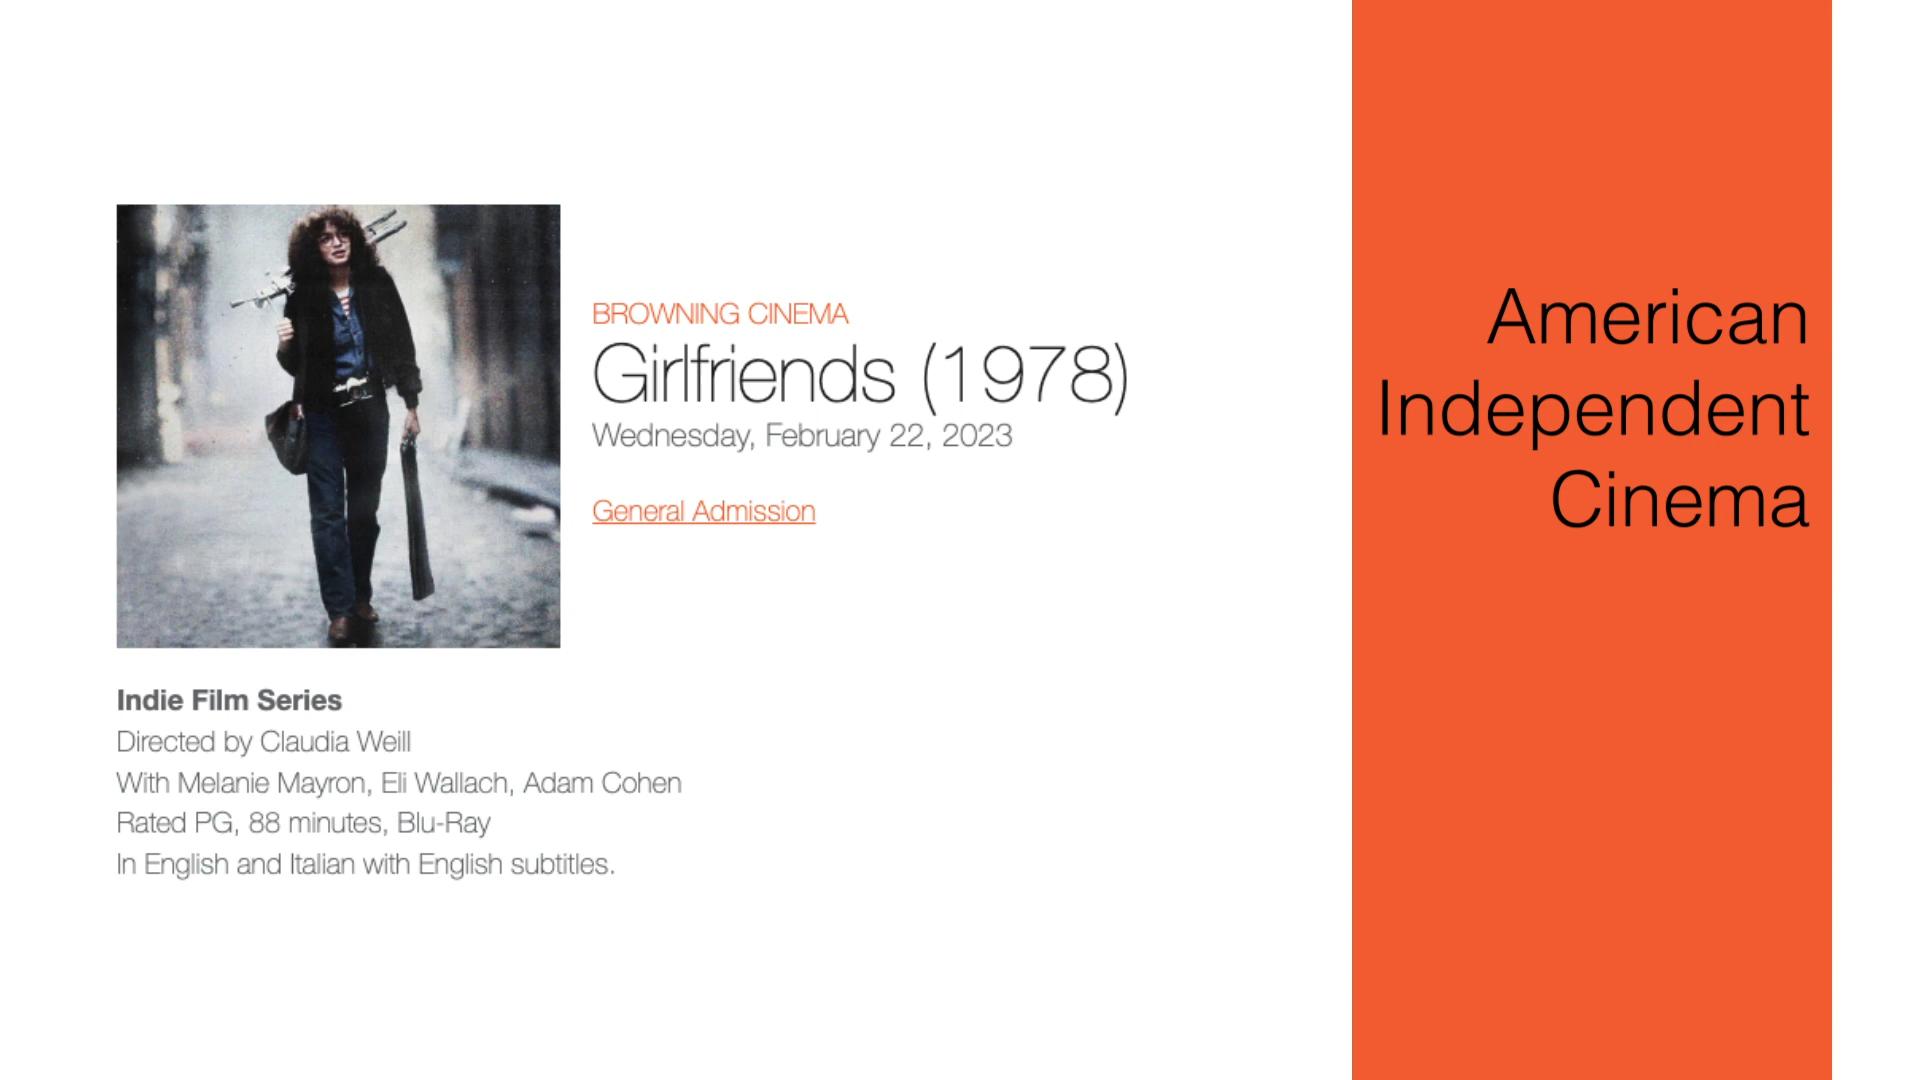 BROWNING CINEMA
Girlfriends (1978)
Wednesday, February 22, 2023
General Admission
Indie Film Series
Directed by Claudia Weill
With Melanie Mayron, Eli Wallach, Adam Cohen
Rated PG, 88 minutes, Blu-Ray
In English and Italian with English subtitles.
American
Independent
Cinema